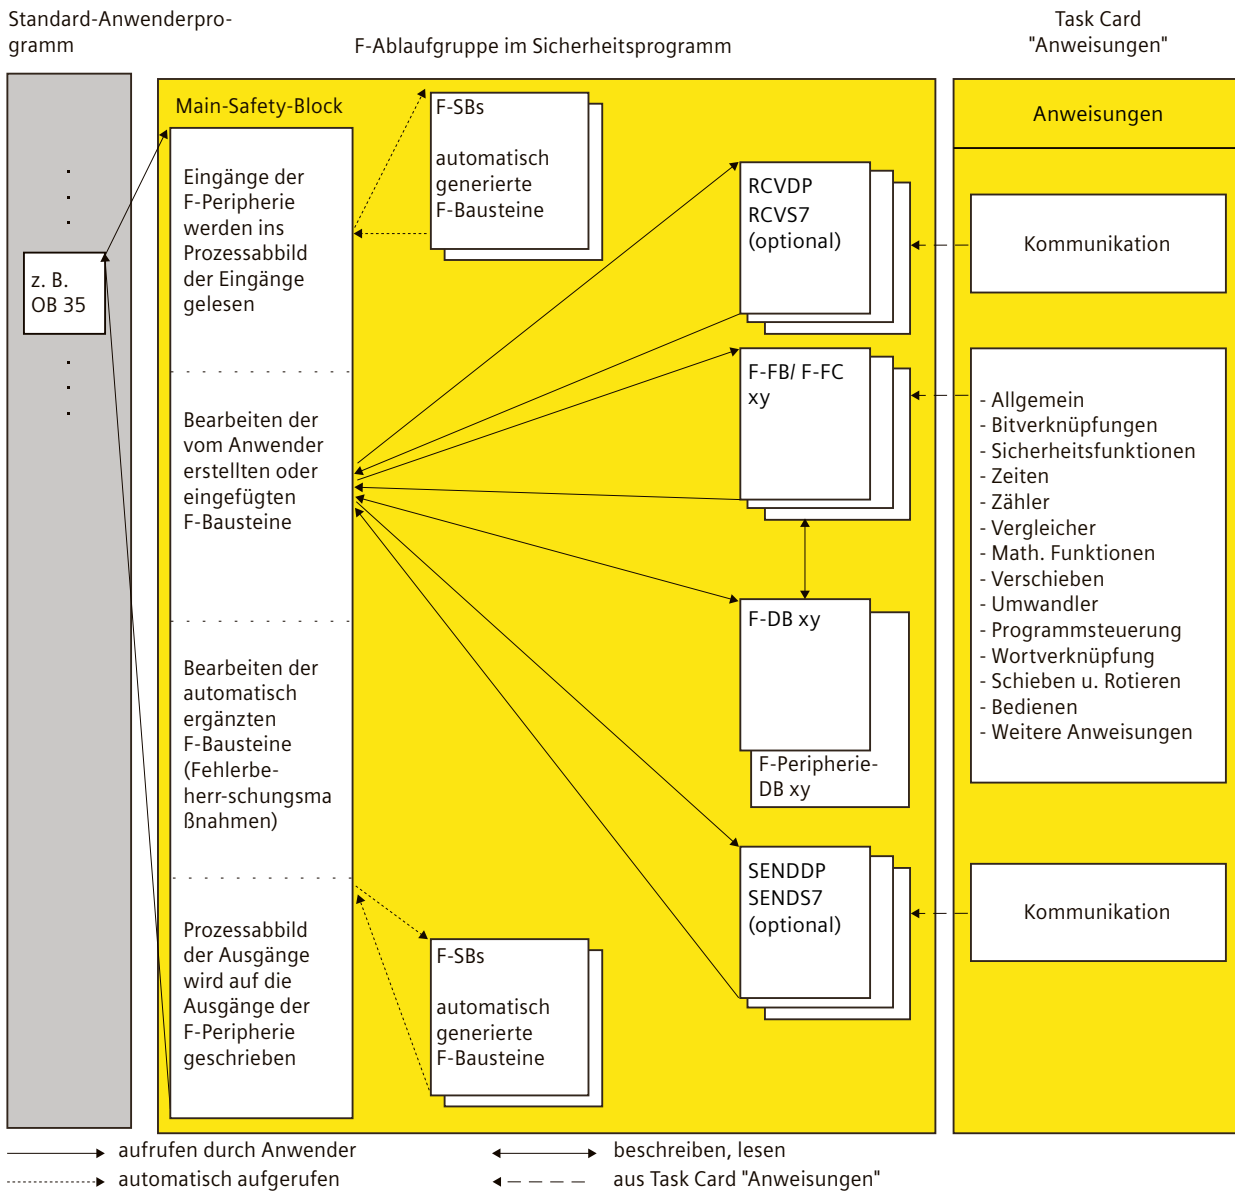 Standard-Anwenderpro-
gramm
F-Ablaufgruppe im Sicherheitsprogramm
Task Card
"Anweisungen"
Main-Safety-Block
Eingänge der
F-Peripherie
werden ins
Prozessabbild
der Eingänge
gelesen
Bearbeiten der
vom Anwender
erstellten oder
eingefügten
F-Bausteine
Bearbeiten der
automatisch
ergänzten
F-Bausteine
(Fehlerbe-
herr-schungsma
ßnahmen)
Prozessabbild
der Ausgänge
wird auf die
Ausgänge der
F-Peripherie
geschrieben
z. B.
OB 35
F-SBs
automatisch
generierte
F-Bausteine
F-SBs
automatisch
generierte
F-Bausteine
RCVDP
RCVS7
(optional)
F-FB/ F-FC
xy
F-DB xy
F-Peripherie-
DB xy
SENDDP
SENDS7
(optional)
Anweisungen
Kommunikation
- Allgemein
- Bitverknüpfungen
- Sicherheitsfunktionen
- Zeiten
- Zähler
- Vergleicher
- Math. Funktionen
- Verschieben
- Umwandler
- Programmsteuerung
- Wortverknüpfung
- Schieben u. Rotieren
- Bedienen
- Weitere Anweisungen
Kommunikation
aufrufen durch Anwender
automatisch aufgerufen
beschreiben, lesen
aus Task Card "Anweisungen"